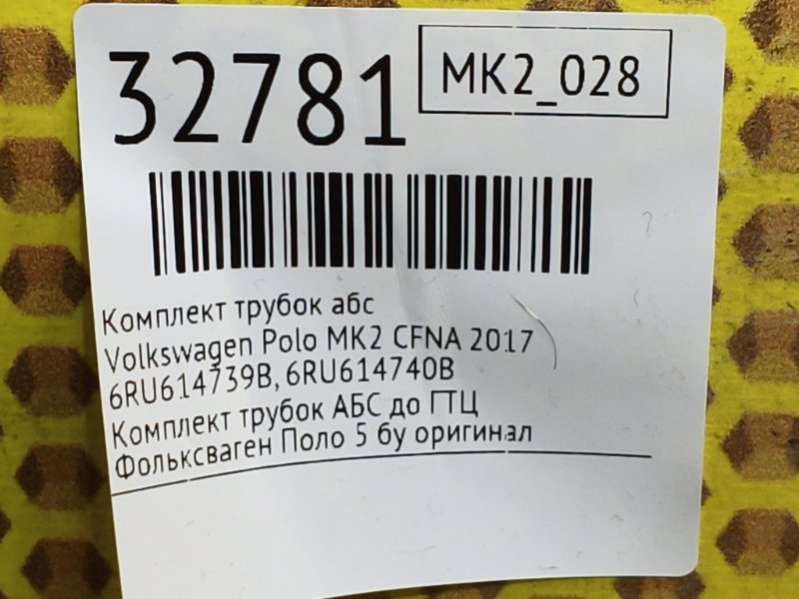 32781
MK2_028
Комплект трубок абс
Volkswagen Polo MK2 CFNA 2017
6RU614739B, 6RU614740B
Комплект трубок АБС до ГТЦ
Фольксваген Поло 5 бу оригинал